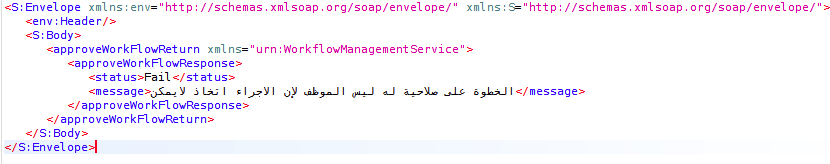 <S:Envelope xmlns:env="http://schemas.xmlsoap.org/soap/envelope/" xmlns:S="http://schemas.xmlsoap.org/soap/envelope/">
<env:Header/>
<S:Body>
<approveWorkFlowReturn xmlns="urn:WorkflowManagementService">
<approveWorkFlowResponse>
<status>Fail</status>
<message>لايمكن اتخاذ الاجراء لإن الموظف ليس له صلاحية على الخطوة</message>
</approveWorkFlowResponse>
</approveWorkFlowReturn>
</S:Body>
</S:Envelope>